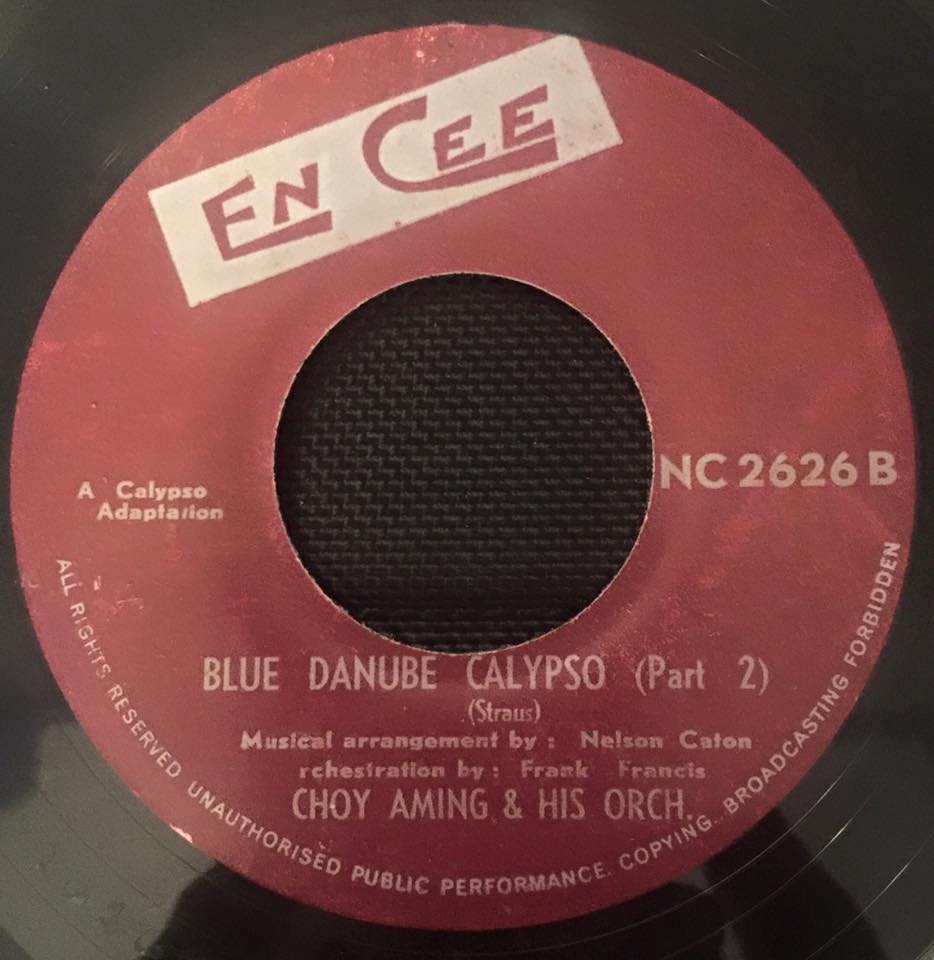 EN CEE
NC 2626 B
A Calypso
Adaptation
BLUE DANUBE CALYPSO (Part 2)
(Straus)
Musical arrangement by : Nelson Caton
rchestration by : Frank Francis
CHOY AMING & HIS ORCH.
ALL RIGHTS RESERVED UNAUTHORISED PUBLIC PERFORMANCE. COPYING. BROADCASTING FORBIDDEN